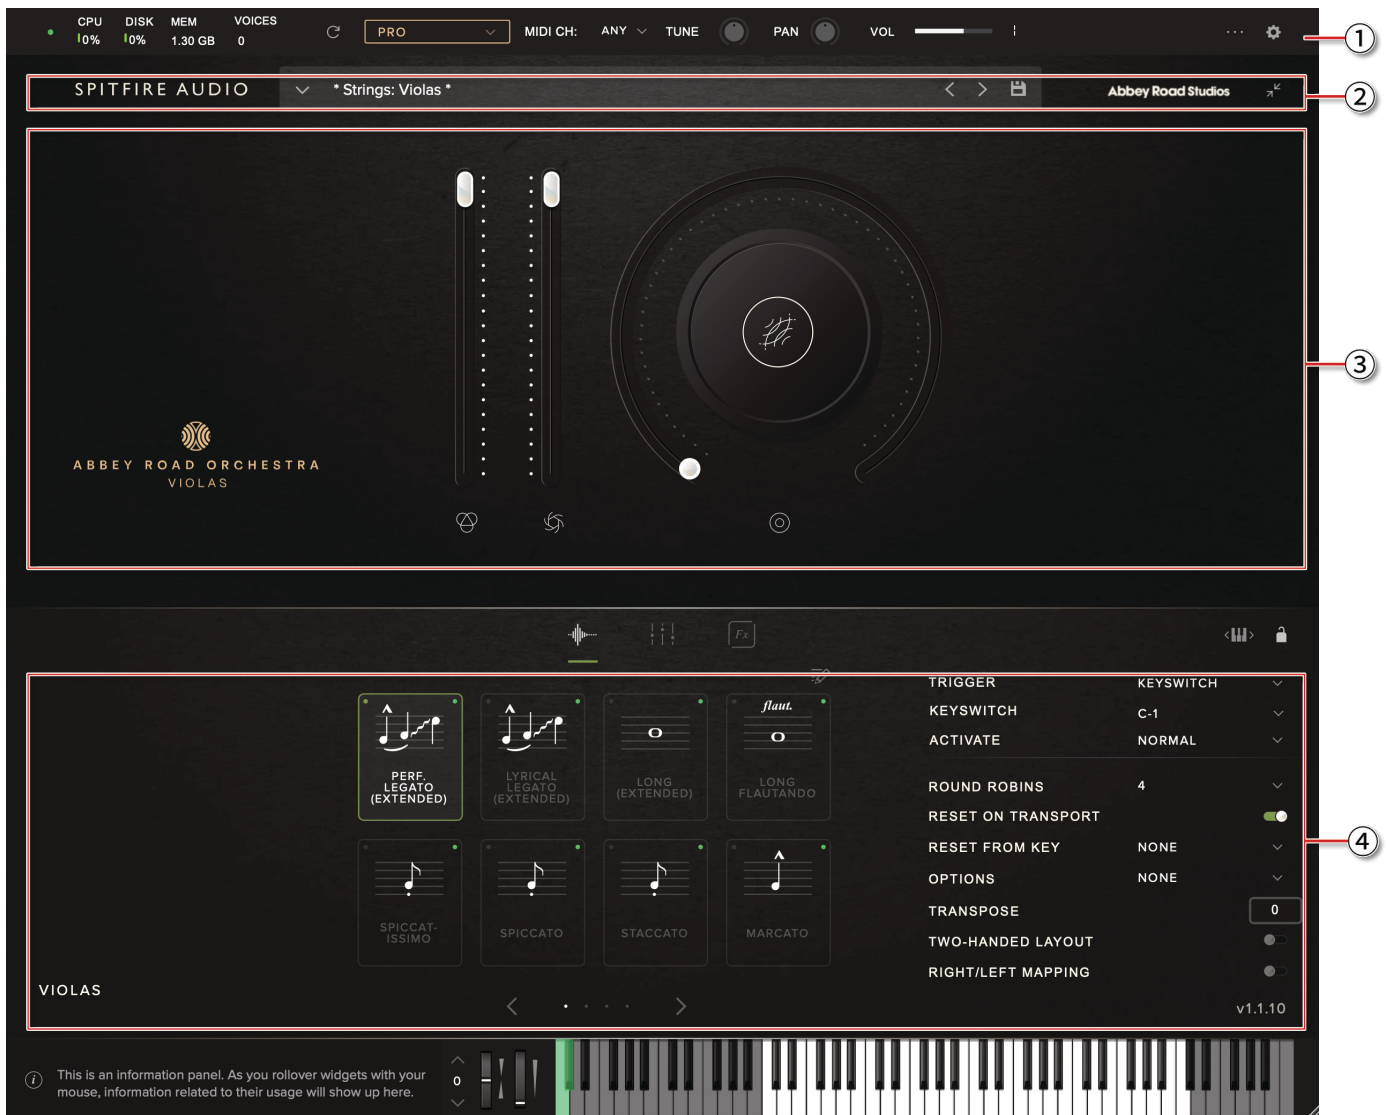 CPU DISK MEM VOICES
0% 0% 1.30 GB 0
PRO MIDI CH: ANY TUNE PAN VOL ...
1
SPITFIRE AUDIO * Strings: Violas * Abbey Road Studios
2
3
ABBEY ROAD ORCHESTRA
VIOLAS
Fx
TRIGGER KEYSWITCH
KEYSWITCH C-1
ACTIVATE NORMAL
ROUND ROBINS 4
RESET ON TRANSPORT
RESET FROM KEY NONE
OPTIONS NONE
TRANSPOSE 0
TWO-HANDED LAYOUT
RIGHT/LEFT MAPPING
v1.1.10
4
PERF.
LEGATO
(EXTENDED)
LYRICAL
LEGATO
(EXTENDED)
LONG
(EXTENDED)
flaut.
LONG
FLAUTANDO
SPICCAT-
ISSIMO
SPICCATO
STACCATO
MARCATO
VIOLAS
i
This is an information panel. As you rollover widgets with your
mouse, information related to their usage will show up here.
0